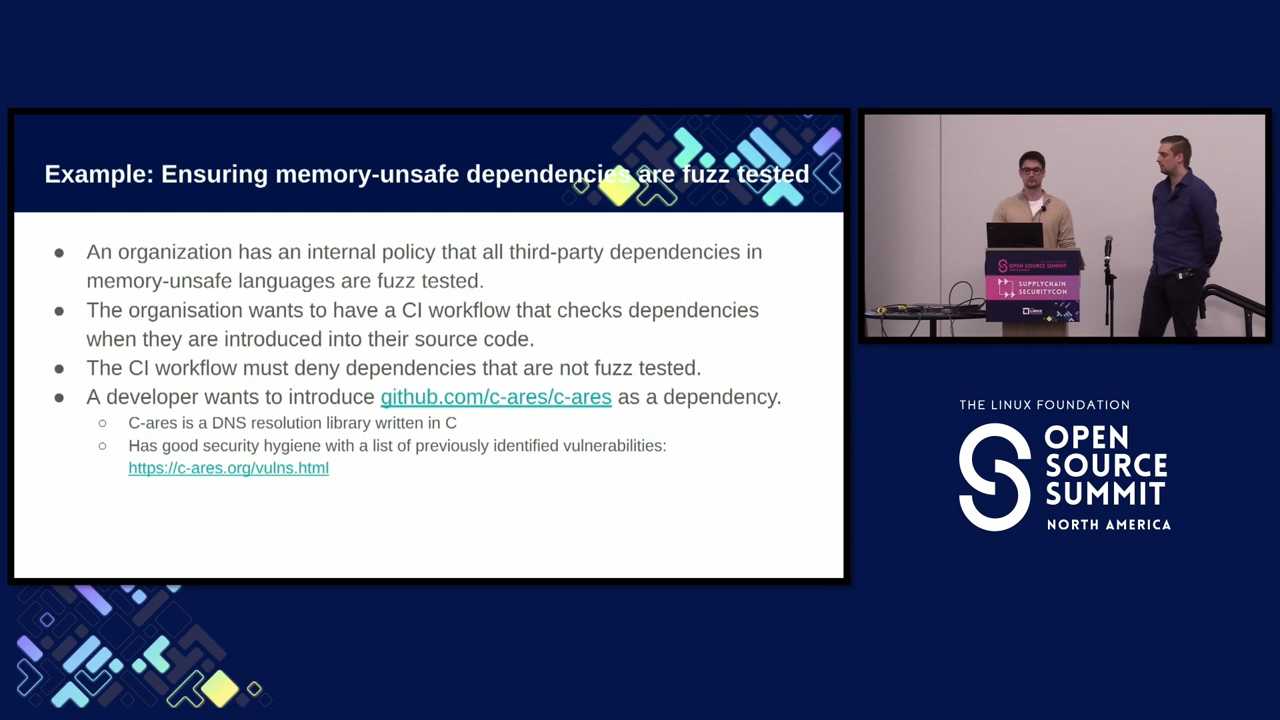 Example: Ensuring memory-unsafe dependencies are fuzz tested
● An organization has an internal policy that all third-party dependencies in
memory-unsafe languages are fuzz tested.
● The organisation wants to have a CI workflow that checks dependencies
when they are introduced into their source code.
● The CI workflow must deny dependencies that are not fuzz tested.
● A developer wants to introduce github.com/c-ares/c-ares as a dependency.
○ C-ares is a DNS resolution library written in C
○ Has good security hygiene with a list of previously identified vulnerabilities:
https://c-ares.org/vulns.html
OPEN SOURCE SUMMIT
SUPPLYCHAIN
SECURITYCON
THE LINUX FOUNDATION
OPEN
SOURCE
SUMMIT
NORTH AMERICA